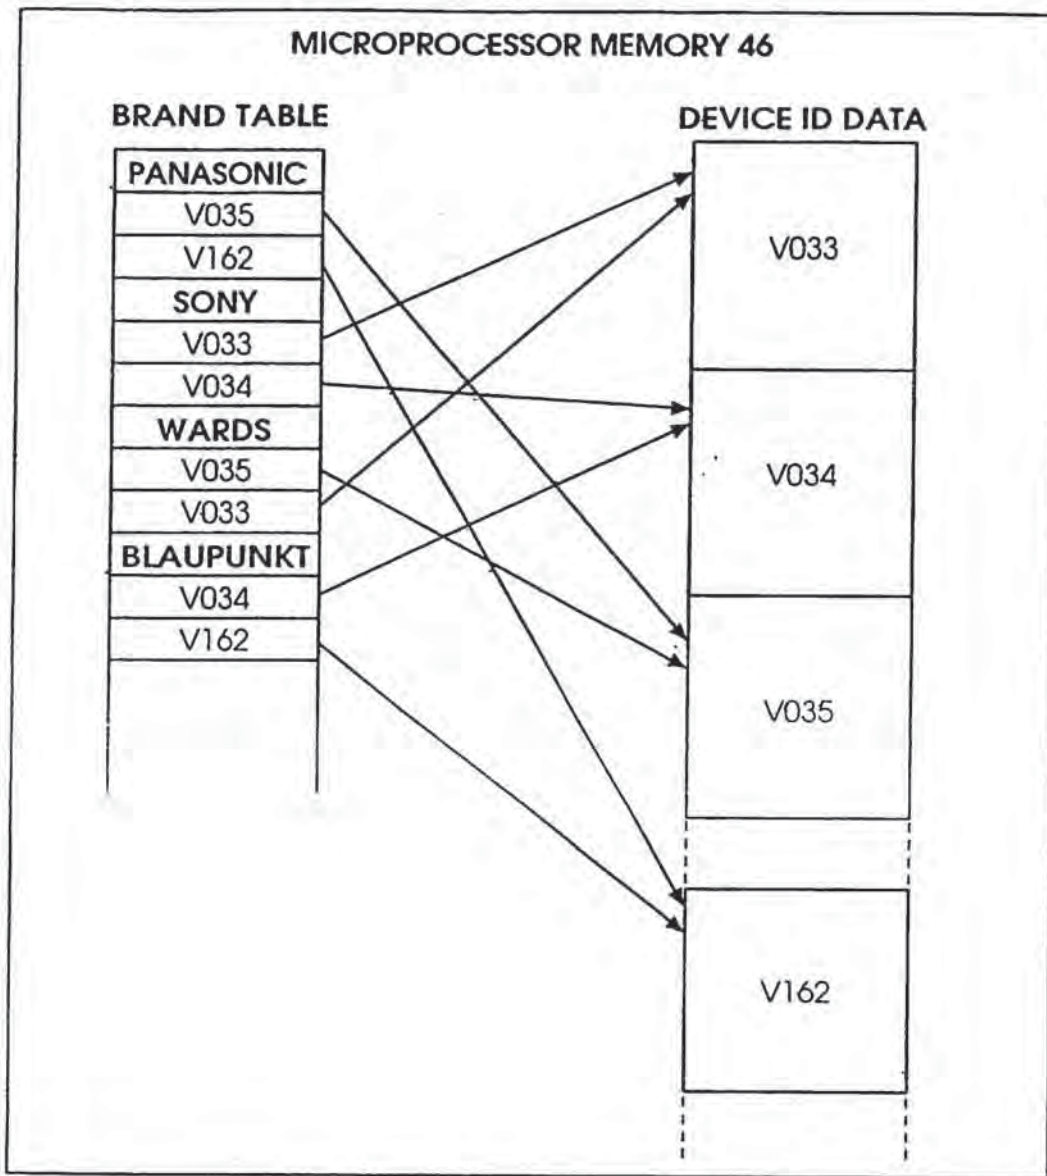 MICROPROCESSOR MEMORY 46
BRAND TABLE
PANASONIC
V035
V162
SONY
V033
V034
WARDS
V035
V033
BLAUPUNKT
V034
V162
DEVICE ID DATA
V033
V034
V035
V162